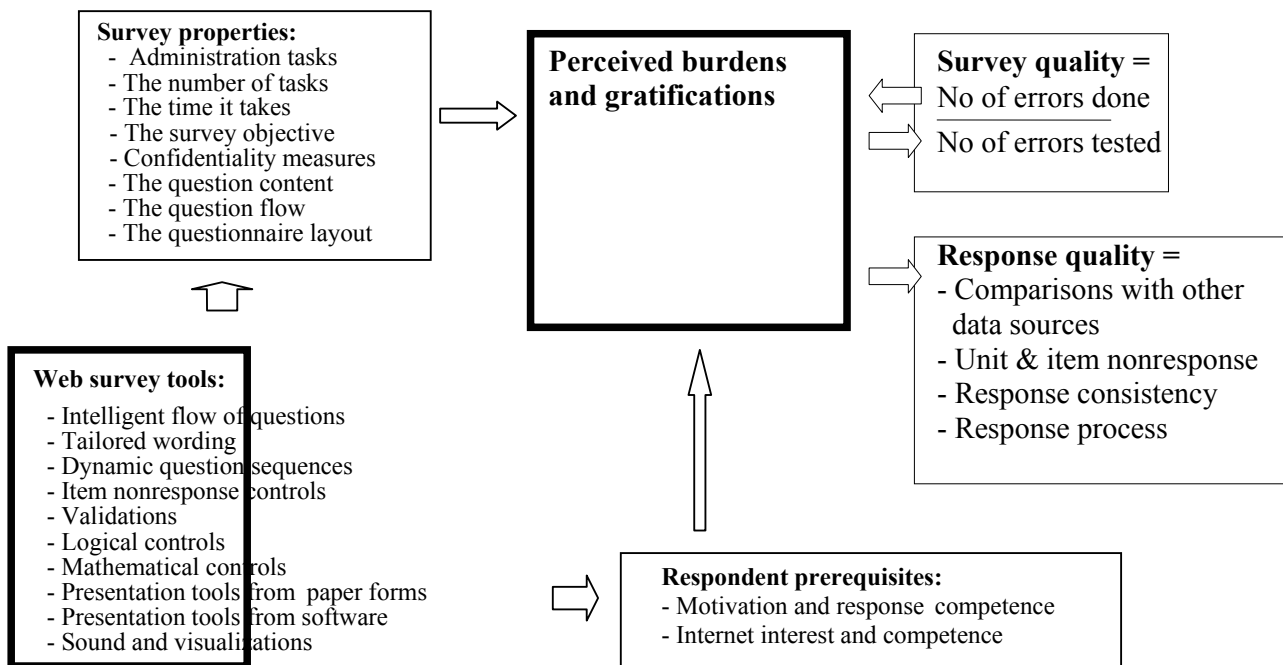 Survey properties:
- Administration tasks
- The number of tasks
- The time it takes
- The survey objective
- Confidentiality measures
- The question content
- The question flow
- The questionnaire layout
Perceived burdens
and gratifications
Survey quality =
No of errors done
No of errors tested
Response quality =
- Comparisons with other
data sources
- Unit & item nonresponse
- Response consistency
- Response process
Web survey tools:
- Intelligent flow of questions
- Tailored wording
- Dynamic question sequences
- Item nonresponse controls
- Validations
- Logical controls
- Mathematical controls
- Presentation tools from paper forms
- Presentation tools from software
- Sound and visualizations
Respondent prerequisites:
- Motivation and response competence
- Internet interest and competence